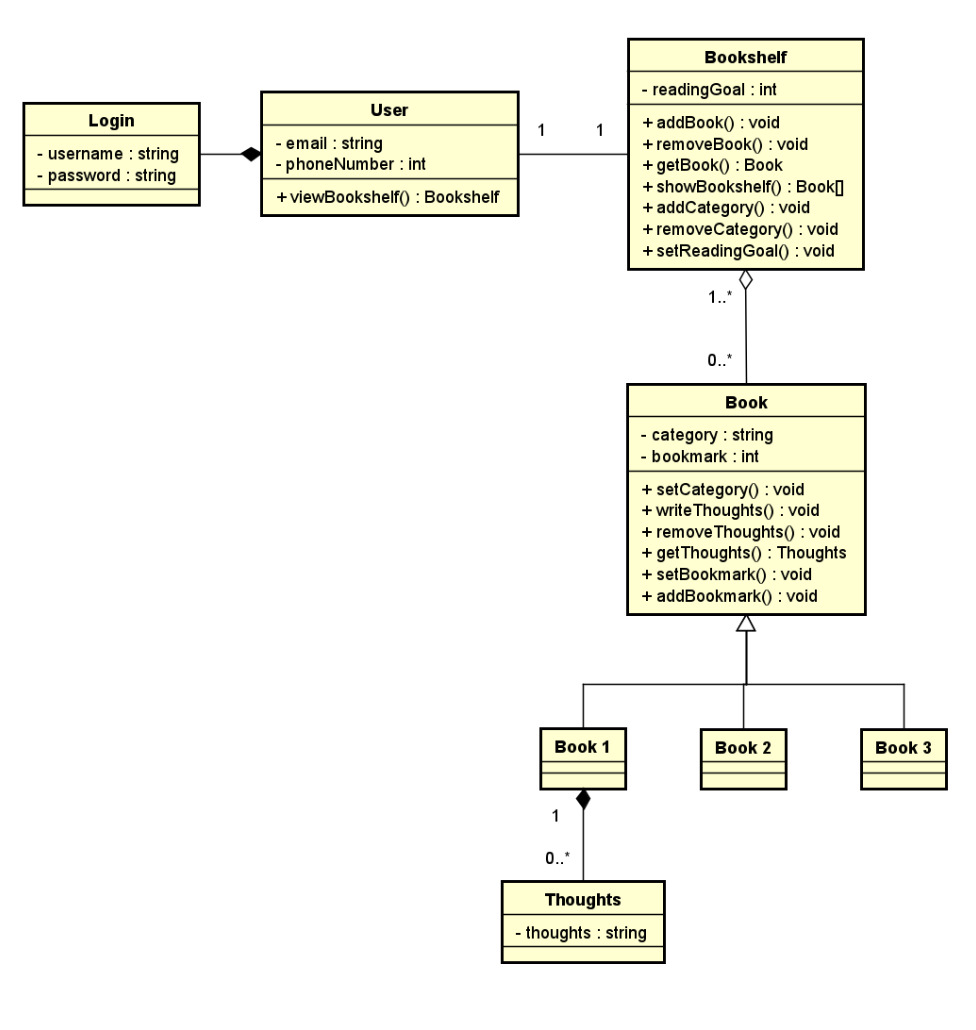 Login
- username : string
- password : string
User
- email : string
- phoneNumber : int
+ viewBookshelf() : Bookshelf
1
1
Bookshelf
- readingGoal : int
+ addBook() : void
+ removeBook() : void
+ getBook() : Book
+ showBookshelf() : Book[]
+ addCategory() : void
+ removeCategory() : void
+ setReadingGoal() : void
1..*
0..*
Book
- category : string
- bookmark : int
+ setCategory() : void
+ writeThoughts() : void
+ removeThoughts() : void
+ getThoughts() : Thoughts
+ setBookmark() : void
+ addBookmark() : void
Book 1
Book 2
Book 3
1
0..*
Thoughts
- thoughts : string